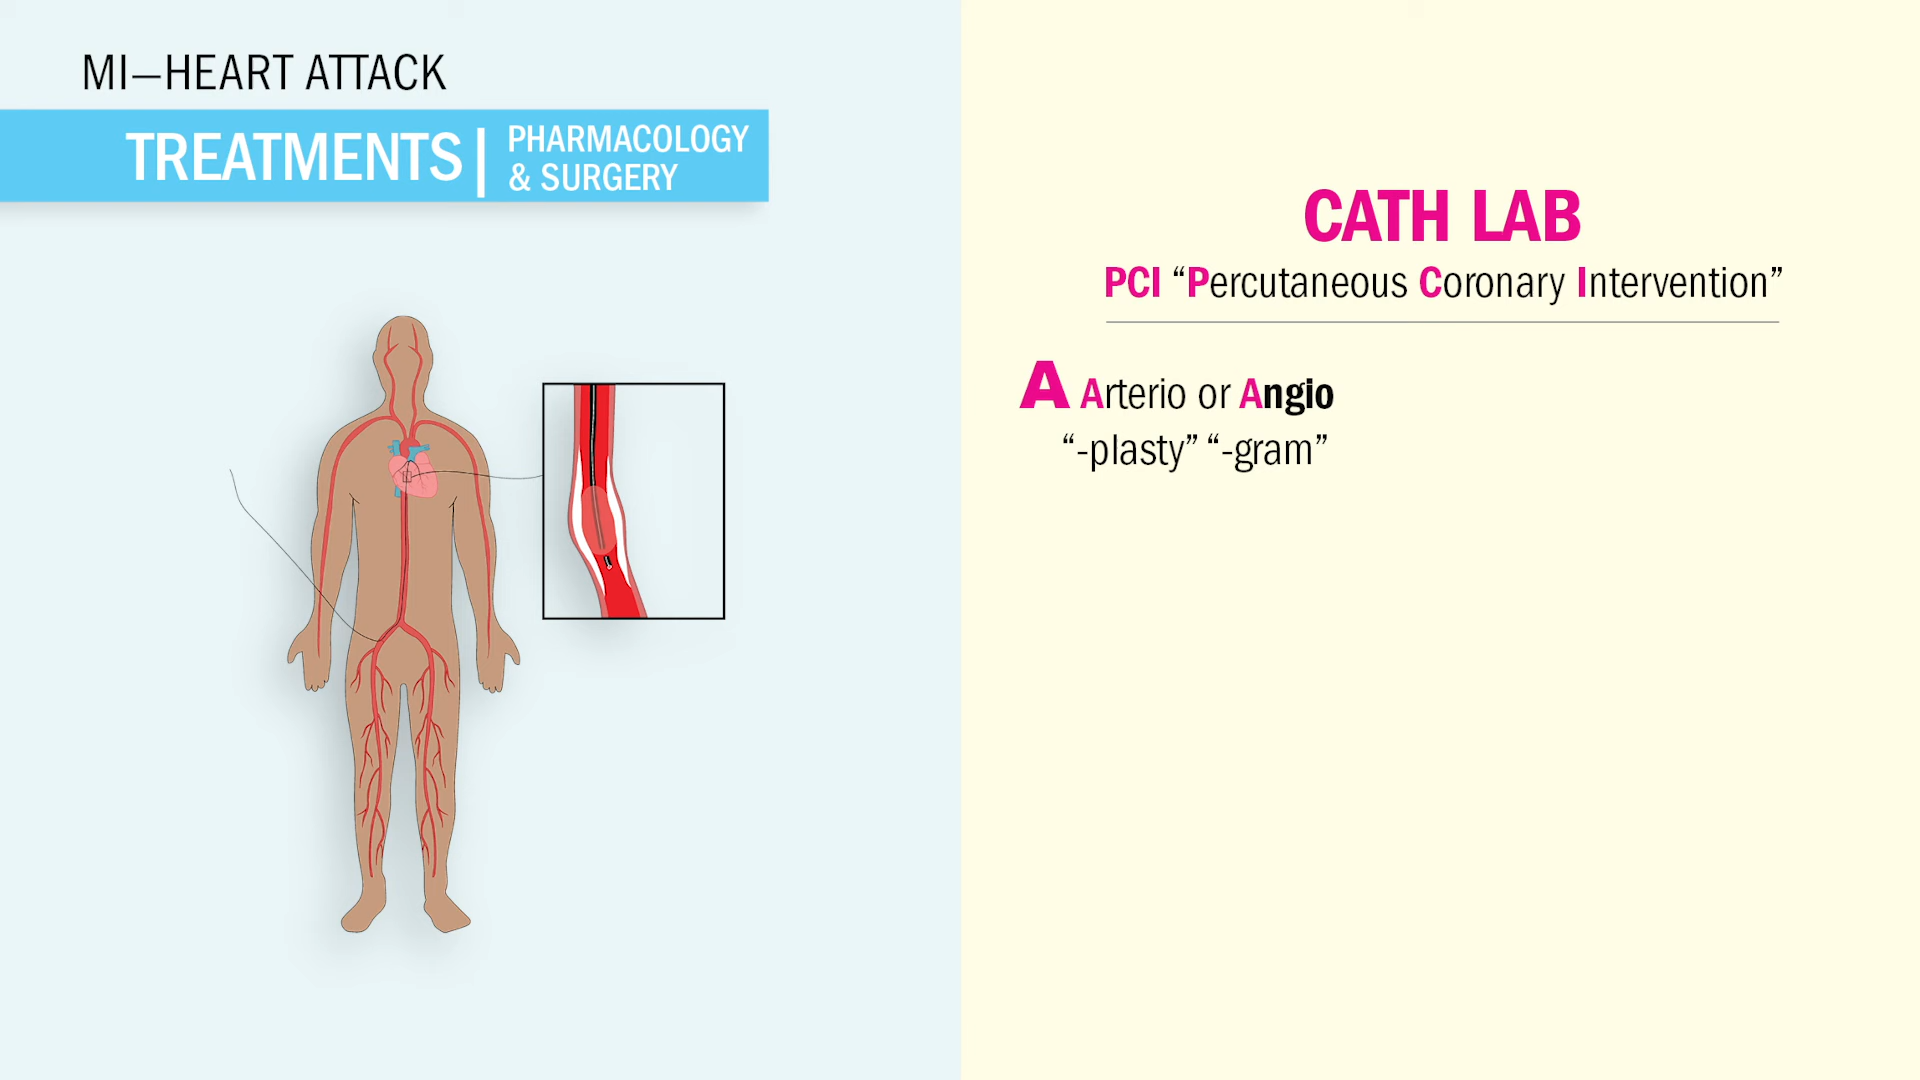 MI—HEART ATTACK
TREATMENTS | PHARMACOLOGY
& SURGERY
CATH LAB
PCI “Percutaneous Coronary Intervention”
A Arterio or Angio
“-plasty” “-gram”